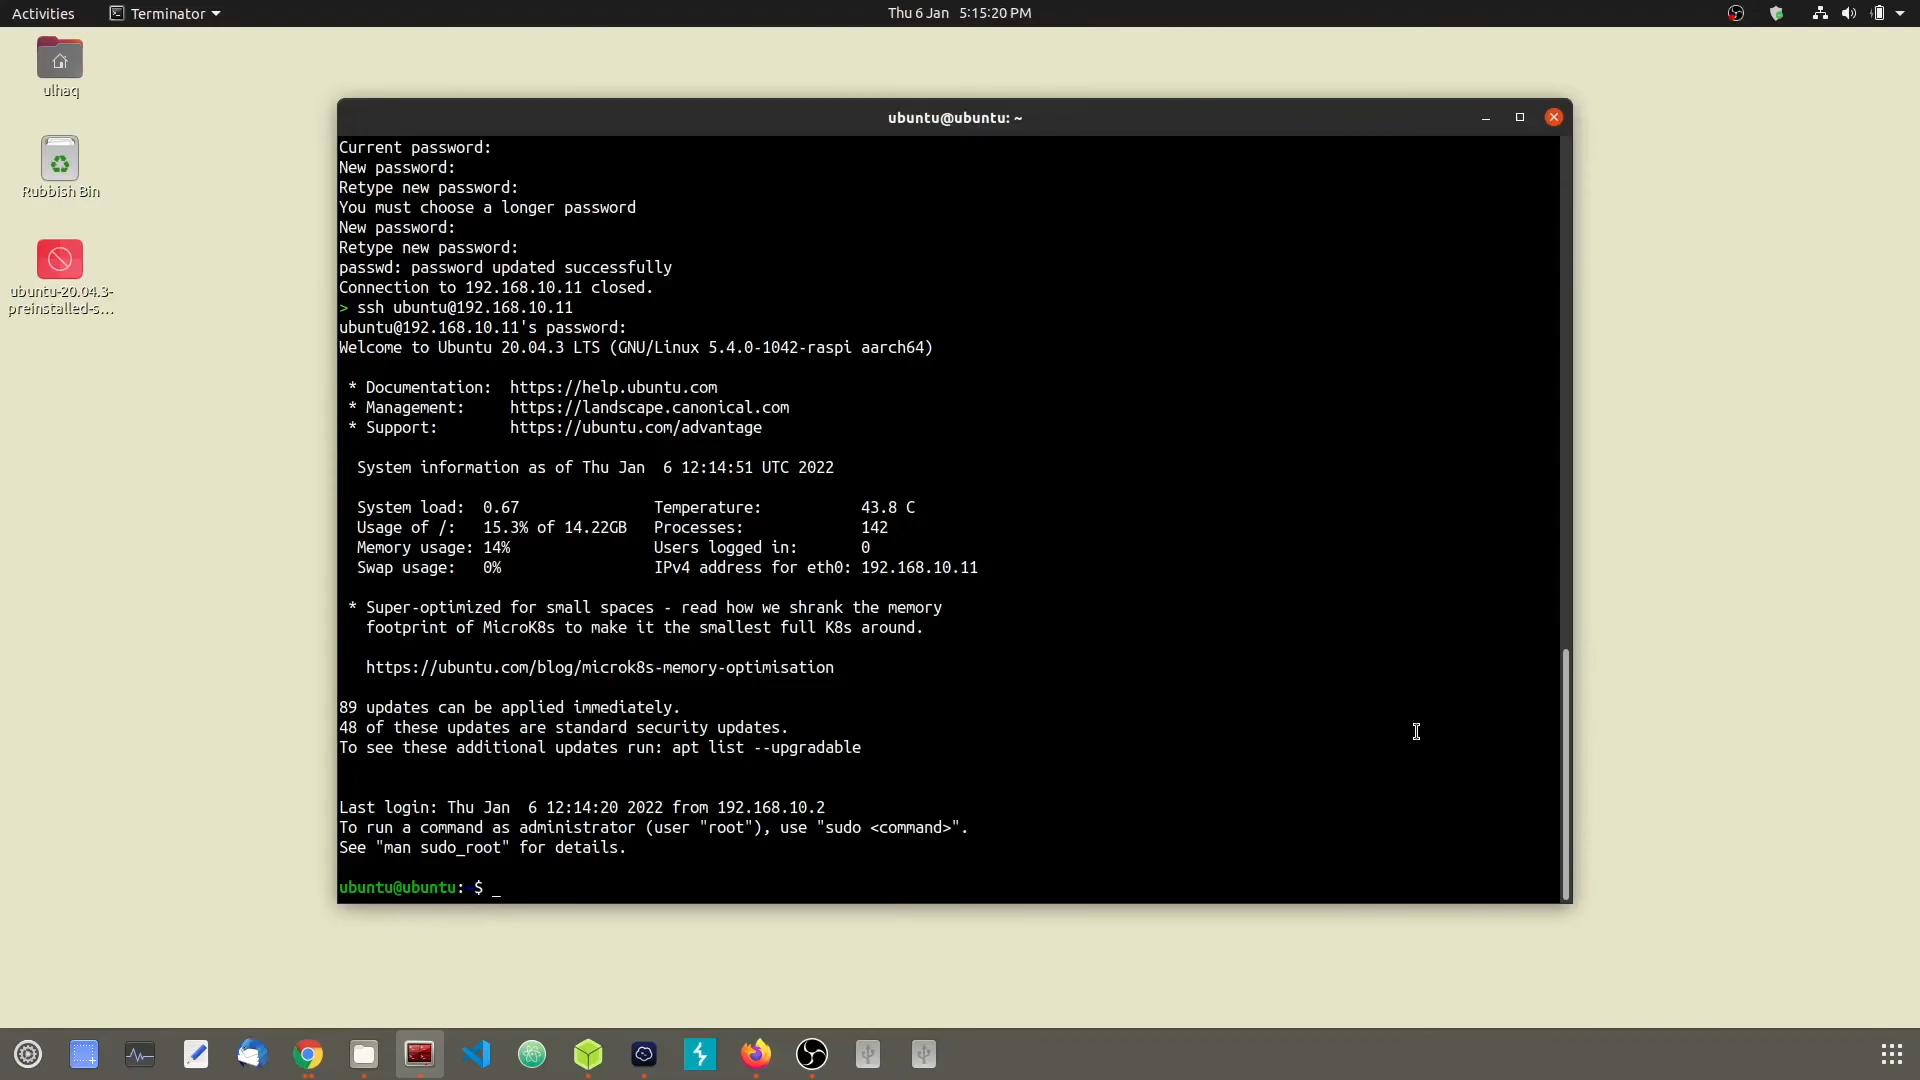 Activities
Terminator
Thu 6 Jan 5:15:20 PM
ulhaq
Rubbish Bin
ubuntu-20.04.3-
preinstalled-s...
ubuntu@ubuntu: ~
Current password:
New password:
Retype new password:
You must choose a longer password
New password:
Retype new password:
passwd: password updated successfully
Connection to 192.168.10.11 closed.
> ssh ubuntu@192.168.10.11
ubuntu@192.168.10.11's password:
Welcome to Ubuntu 20.04.3 LTS (GNU/Linux 5.4.0-1042-raspi aarch64)
* Documentation: https://help.ubuntu.com
* Management: https://landscape.canonical.com
* Support: https://ubuntu.com/advantage
System information as of Thu Jan 6 12:14:51 UTC 2022
System load: 0.67 Temperature: 43.8 C
Usage of /: 15.3% of 14.22GB Processes: 142
Memory usage: 14% Users logged in: 0
Swap usage: 0% IPv4 address for eth0: 192.168.10.11
* Super-optimized for small spaces - read how we shrank the memory
footprint of MicroK8s to make it the smallest full K8s around.
https://ubuntu.com/blog/microk8s-memory-optimisation
89 updates can be applied immediately.
48 of these updates are standard security updates.
To see these additional updates run: apt list --upgradable
Last login: Thu Jan 6 12:14:20 2022 from 192.168.10.2
To run a command as administrator (user "root"), use "sudo <command>".
See "man sudo_root" for details.
ubuntu@ubuntu:~$ _